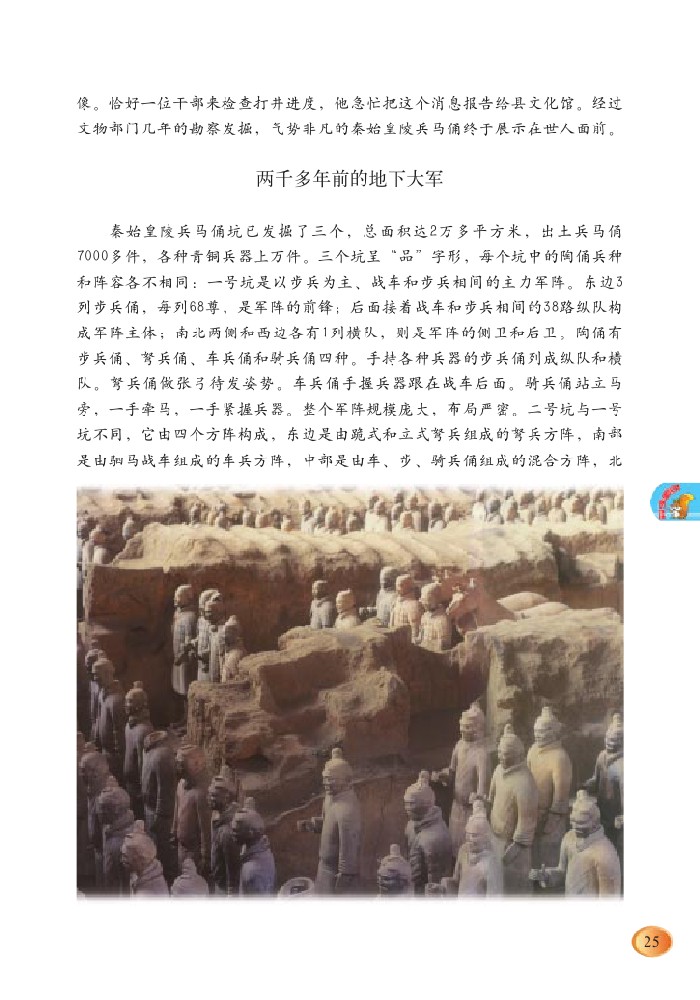 像。恰好一位干部来检查打井进度，他急忙把这个消息报告给县文化馆。经过
文物部门几年的勘察发掘，气势非凡的秦始皇陵兵马俑终于展示在世人面前。
两千多年前的地下大军
秦始皇陵兵马俑坑已发掘了三个，总面积达2万多平方米，出土兵马俑
7000多件，各种青铜兵器上万件。三个坑呈“品”字形，每个坑中的陶俑兵种
和阵容各不相同：一号坑是以步兵为主、战车和步兵相间的主力军阵。东边3
列步兵俑，每列68尊，是军阵的前锋；后面接着战车和步兵相间的38路纵队构
成军阵主体；南北两侧和西边各有1列横队，则是军阵的侧卫和后卫。陶俑有
步兵俑、弩兵俑、车兵俑和骑兵俑四种。手持各种兵器的步兵俑列成纵队和横
队。弩兵俑做张弓待发姿势。车兵俑手握兵器跟在战车后面。骑兵俑站立马
旁，一手牵马，一手紧握兵器。整个军阵规模庞大，布局严密。二号坑与一号
坑不同，它由四个方阵构成，东边是由跪式和立式弩兵组成的弩兵方阵，南部
是由驷马战车组成的车兵方阵，中部是由车、步、骑兵俑组成的混合方阵，北
25